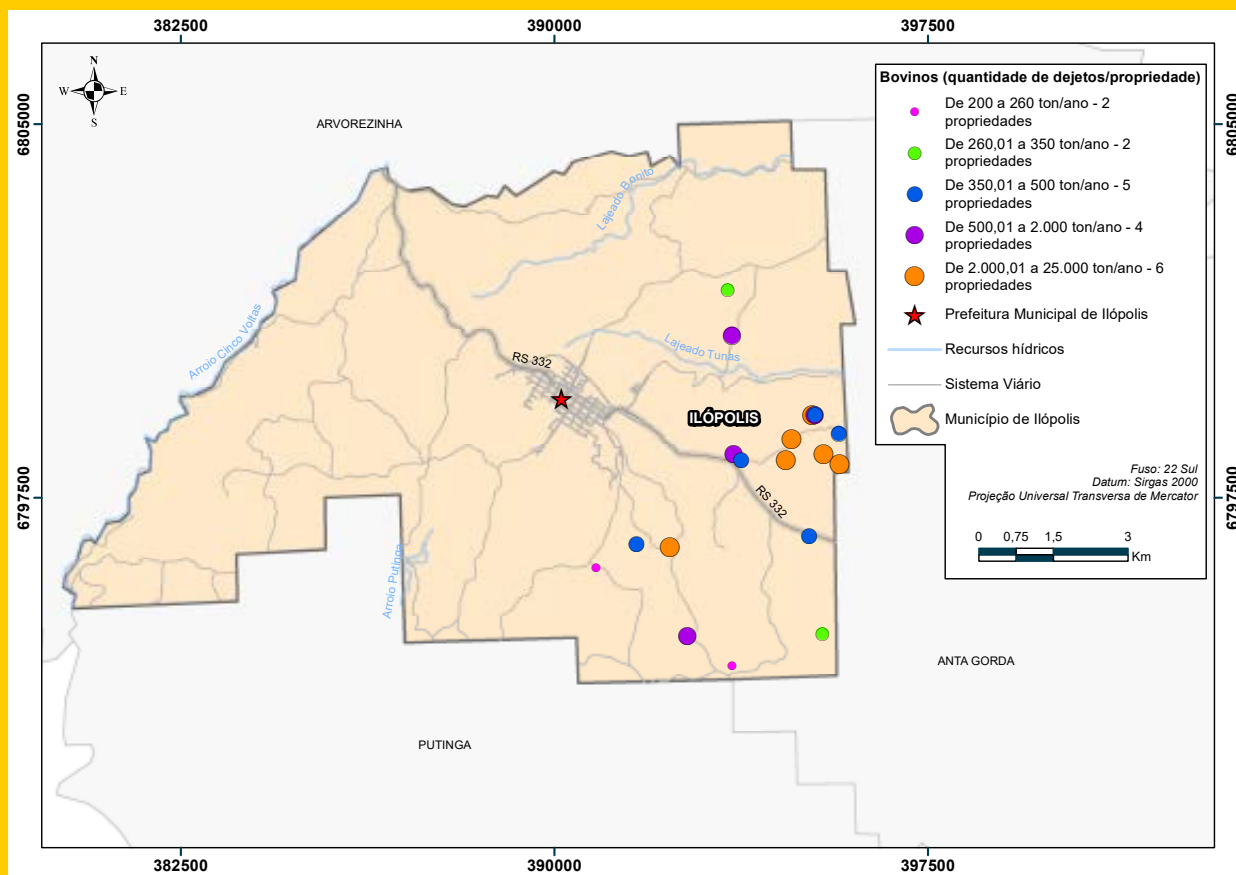 382500
390000
397500
N
W
E
S
ARVOREZINHA
6805000
6805000
Bovinos (quantidade de dejetos/propriedade)
De 200 a 260 ton/ano - 2
propriedades
De 260,01 a 350 ton/ano - 2
propriedades
De 350,01 a 500 ton/ano - 5
propriedades
De 500,01 a 2.000 ton/ano - 4
propriedades
De 2.000,01 a 25.000 ton/ano - 6
propriedades
Prefeitura Municipal de Ilópolis
Recursos hídricos
Sistema Viário
Município de Ilópolis
Lajeado Bonito
Arroio Cinco Voltas
RS 332
Lajeado Tunas
ILÓPOLIS
Fuso: 22 Sul
Datum: Sirgas 2000
Projeção Universal Transversa de Mercator
6797500
6797500
RS 332
0 0,75 1,5 3
Km
Arroio Putinga
ANTA GORDA
PUTINGA
382500
390000
397500